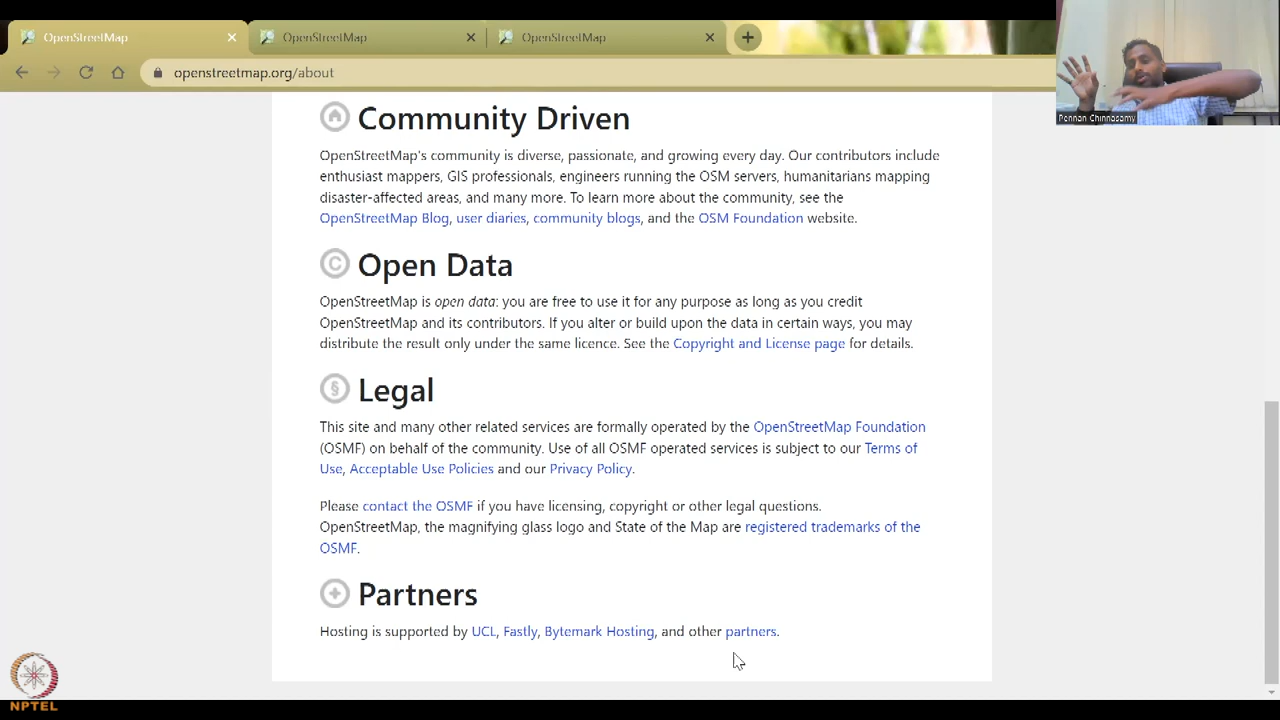 OpenStreetMap
OpenStreetMap
OpenStreetMap
openstreetmap.org/about
Pennan Chinnasamy
Community Driven
OpenStreetMap's community is diverse, passionate, and growing every day. Our contributors include
enthusiast mappers, GIS professionals, engineers running the OSM servers, humanitarians mapping
disaster-affected areas, and many more. To learn more about the community, see the
OpenStreetMap Blog, user diaries, community blogs, and the OSM Foundation website.
Open Data
OpenStreetMap is open data: you are free to use it for any purpose as long as you credit
OpenStreetMap and its contributors. If you alter or build upon the data in certain ways, you may
distribute the result only under the same licence. See the Copyright and License page for details.
Legal
This site and many other related services are formally operated by the OpenStreetMap Foundation
(OSMF) on behalf of the community. Use of all OSMF operated services is subject to our Terms of
Use, Acceptable Use Policies and our Privacy Policy.
Please contact the OSMF if you have licensing, copyright or other legal questions.
OpenStreetMap, the magnifying glass logo and State of the Map are registered trademarks of the
OSMF.
Partners
Hosting is supported by UCL, Fastly, Bytemark Hosting, and other partners.
NPTEL